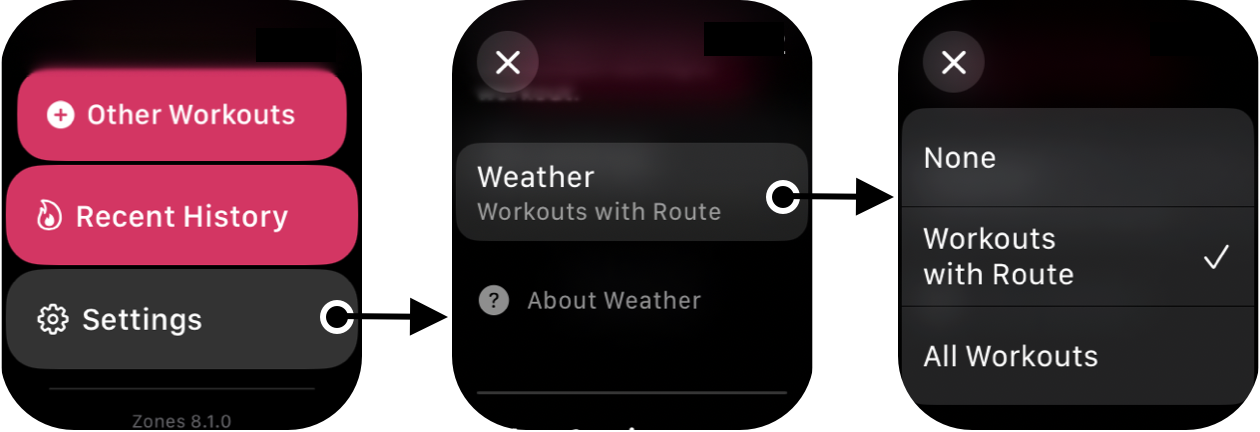 Other Workouts
Recent History
Settings
Zones 8.1.0
workout.
Weather
Workouts with Route
? About Weather
None
Workouts
with Route
All Workouts